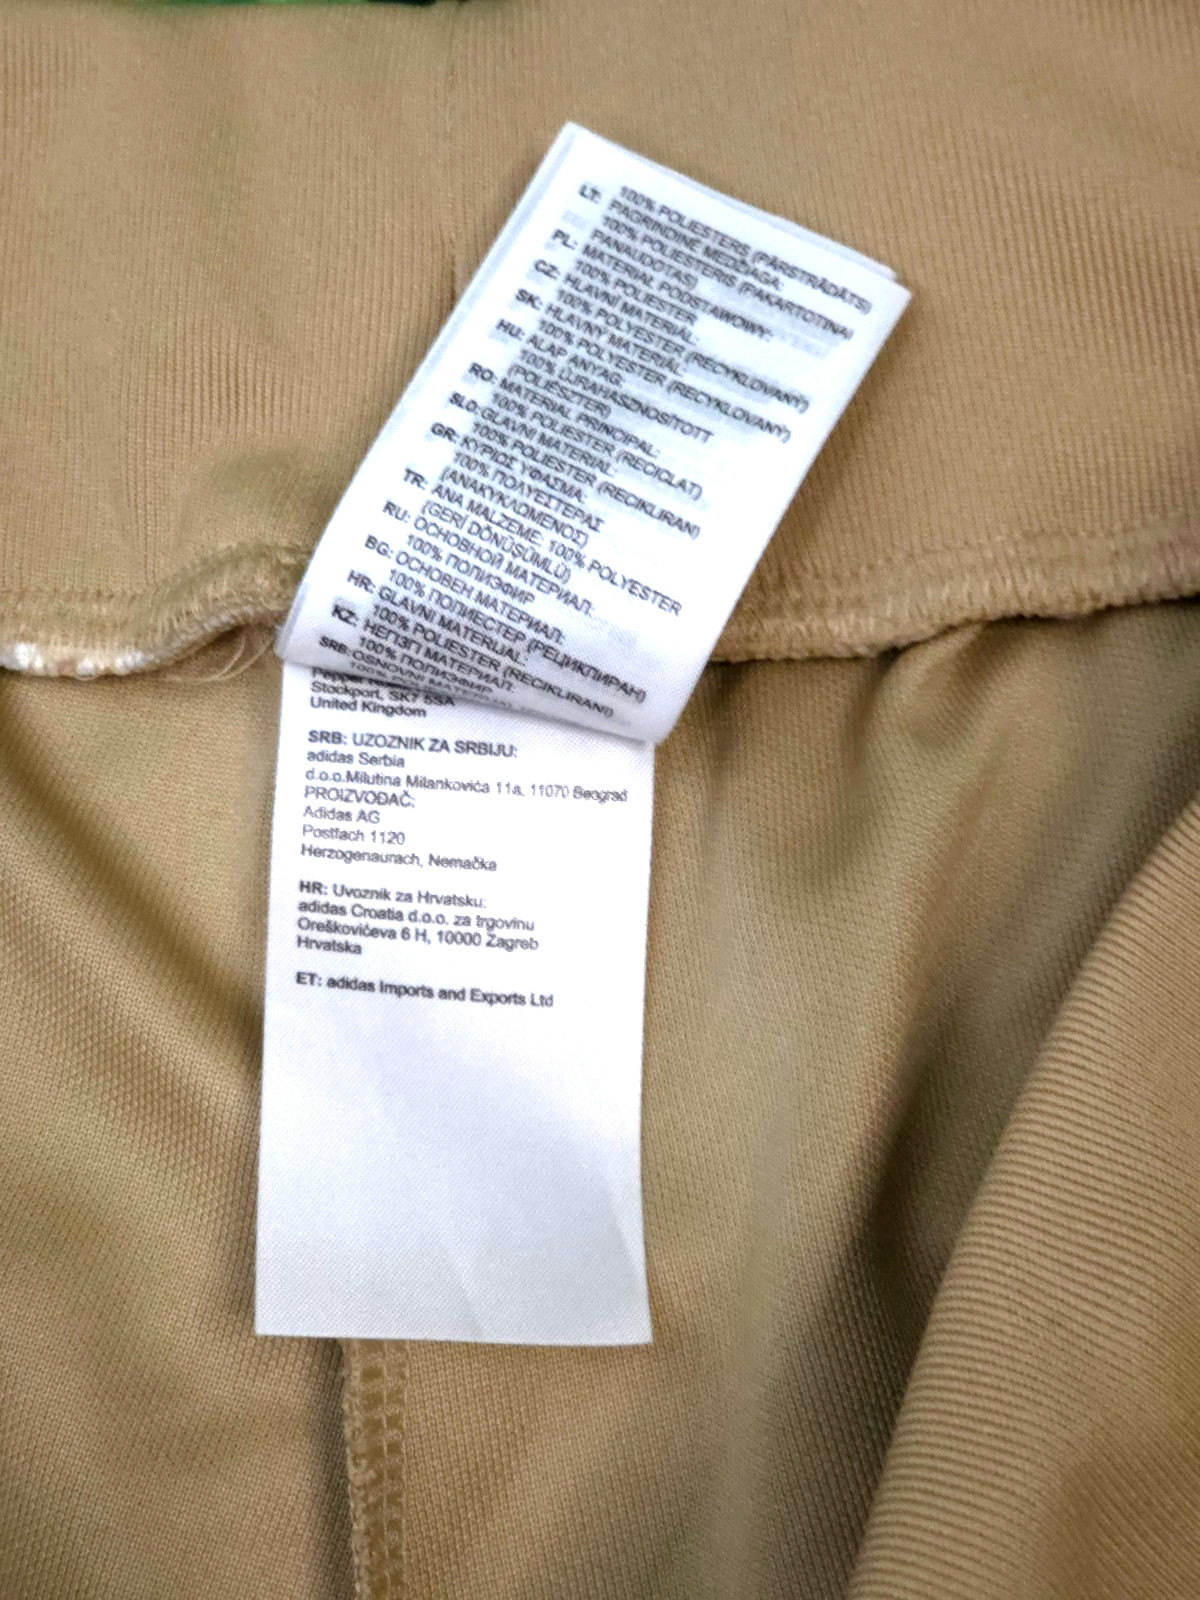 100% POLIESTERS (PĀRSTRĀDĀTS)
LT: PAGRINDINĖ MEDŽIAGA:
100% POLIESTERIS (PAKARTOTINAI
PANAUDOTAS)
PL: MATERIAŁ PODSTAWOWY:
100% POLIESTER
CZ: HLAVNÍ MATERIÁL:
100% POLYESTER (RECYKLOVANÝ)
SK: HLAVNÝ MATERIÁL:
100% POLYESTER (RECYKLOVANÝ)
HU: ALAP ANYAG:
100% ÚJRAHASZNOSÍTOTT
(POLIÉSZTER)
RO: MATERIAL PRINCIPAL:
100% POLIESTER (RECICLAT)
SLO: GLAVNI MATERIAL:
100% POLIESTER (RECIKLIRAN)
GR: ΚΥΡΙΟΣ ΥΦΑΣΜΑ:
100% ΠΟΛΥΕΣΤΕΡΑΣ
(ΑΝΑΚΥΚΛΩΜΕΝΟΣ)
TR: ANA MALZEME: 100% POLYESTER
(GERİ DÖNÜŞÜMLÜ)
RU: ОСНОВНОЙ МАТЕРИАЛ:
100% ПОЛИЭФИР
BG: ОСНОВЕН МАТЕРИАЛ:
100% ПОЛИЕСТЕР (РЕЦИКЛИРАН)
HR: GLAVNI MATERIJAL:
100% POLIESTER (RECIKLIRANI)
KZ: НЕГІЗГІ МАТЕРИАЛ:
100% ПОЛИЭФИР
SRB: OSNOVNI MATERIJAL:
Pepper
Stockport, SK7 5SA
United Kingdom
SRB: UZOZNIK ZA SRBIJU:
adidas Serbia
d.o.o.Milutina Milankovića 11a, 11070 Beograd
PROIZVOĐAČ:
Adidas AG
Postfach 1120
Herzogenaurach, Nemačka
HR: Uvoznik za Hrvatsku:
adidas Croatia d.o.o. za trgovinu
Oreškovićeva 6 H, 10000 Zagreb
Hrvatska
ET: adidas Imports and Exports Ltd